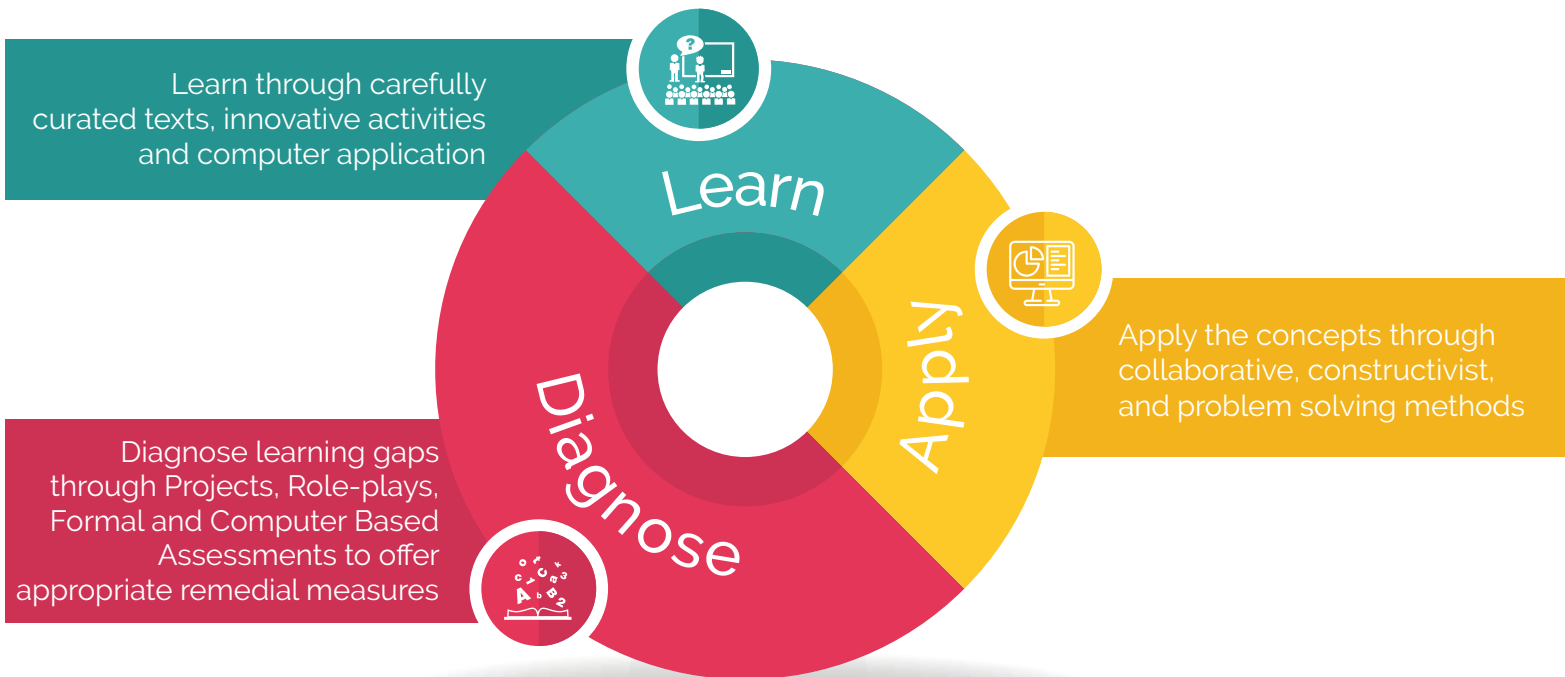 Learn through carefully
curated texts, innovative activities
and computer application
Learn
Apply
Apply the concepts through
collaborative, constructivist,
and problem solving methods
Diagnose
Diagnose learning gaps
through Projects, Role-plays,
Formal and Computer Based
Assessments to offer
appropriate remedial measures